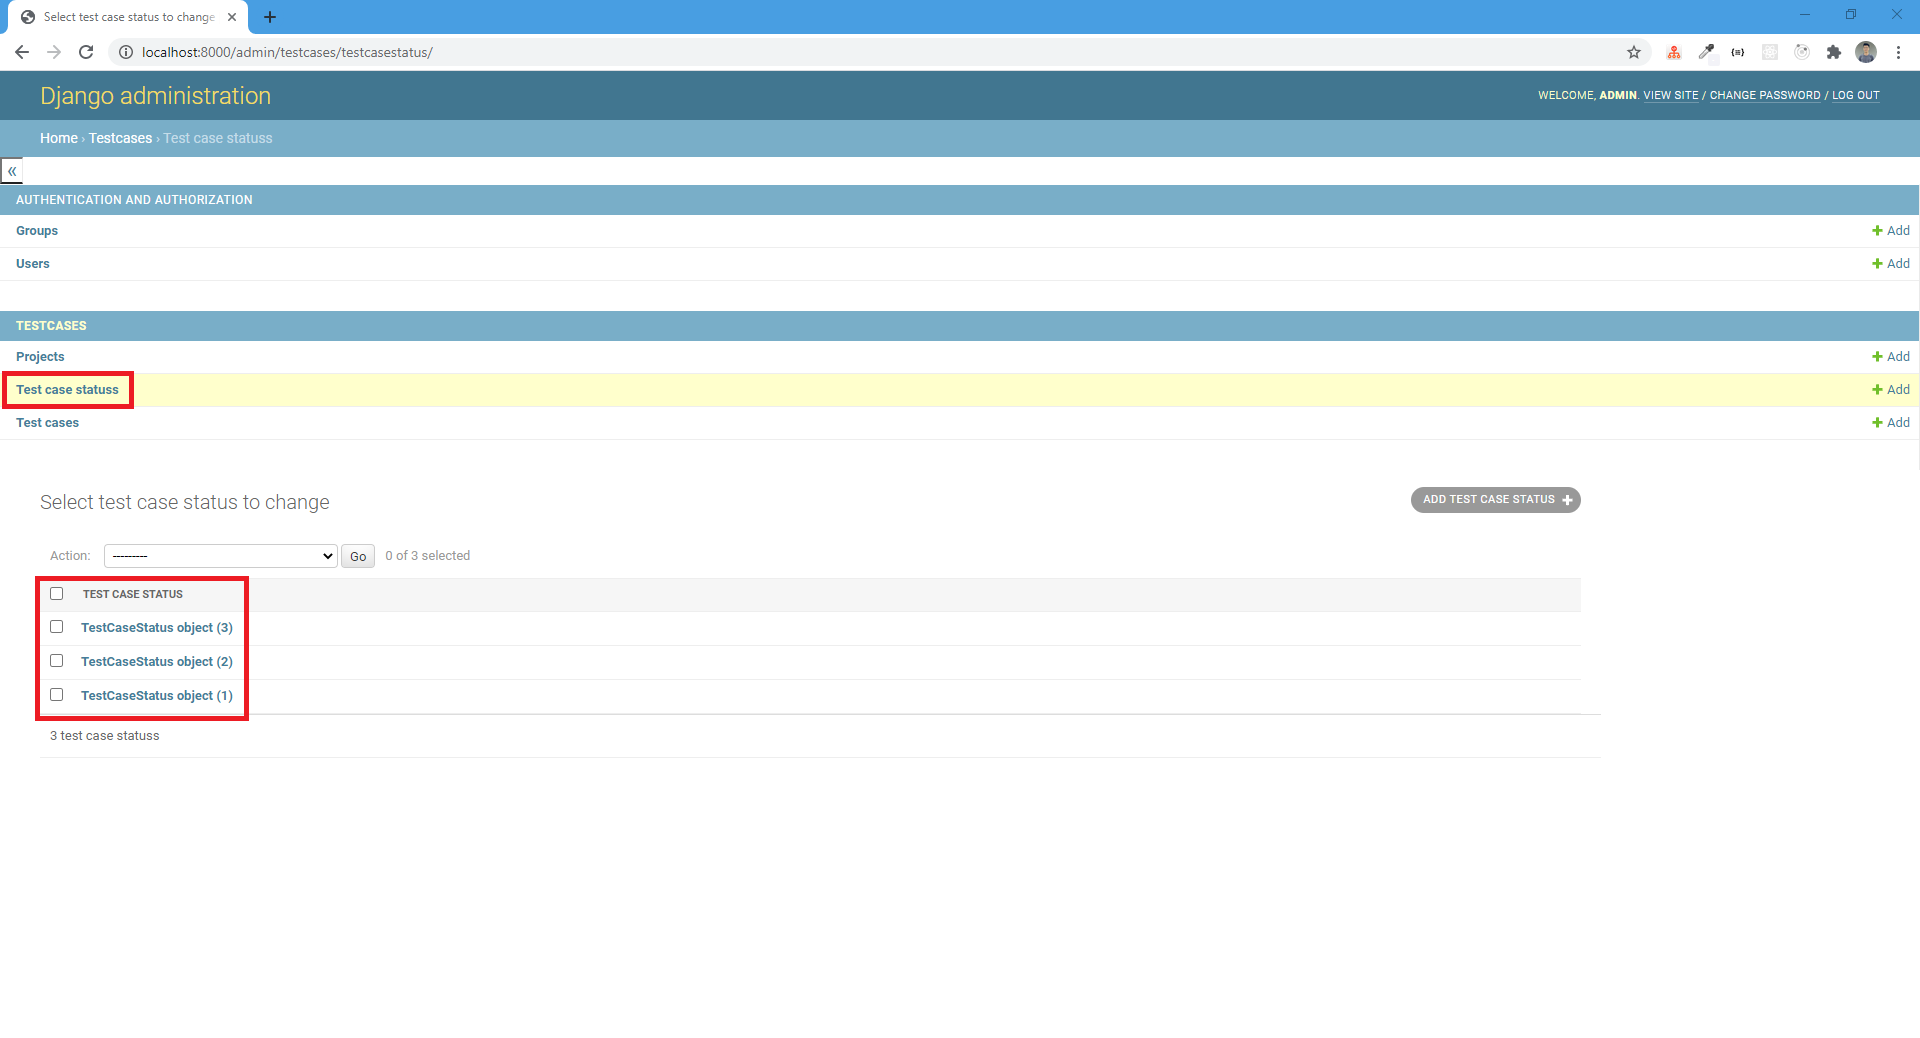 Select test case status to change
localhost:8000/admin/testcases/testcasestatus/
Django administration
WELCOME, ADMIN. VIEW SITE / CHANGE PASSWORD / LOG OUT
Home › Testcases › Test case statuss
«
AUTHENTICATION AND AUTHORIZATION
Groups
Add
Users
Add
TESTCASES
Projects
Add
Test case statuss
Add
Test cases
Add
Select test case status to change
ADD TEST CASE STATUS
Action: --------- Go 0 of 3 selected
TEST CASE STATUS
TestCaseStatus object (3)
TestCaseStatus object (2)
TestCaseStatus object (1)
3 test case statuss